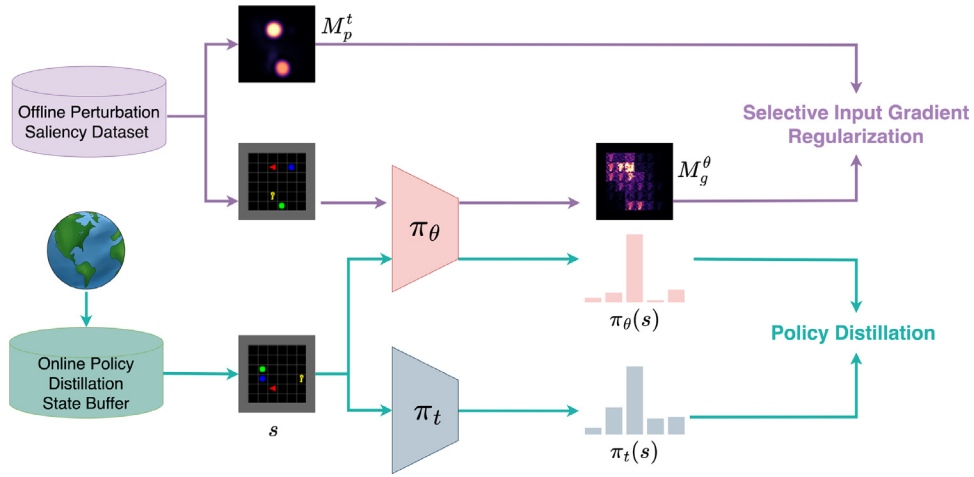 M_p^t
Offline Perturbation
Saliency Dataset
Selective Input Gradient
Regularization
M_g^θ
π_θ
π_θ(s)
Policy Distillation
Online Policy
Distillation
State Buffer
s
π_t
π_t(s)